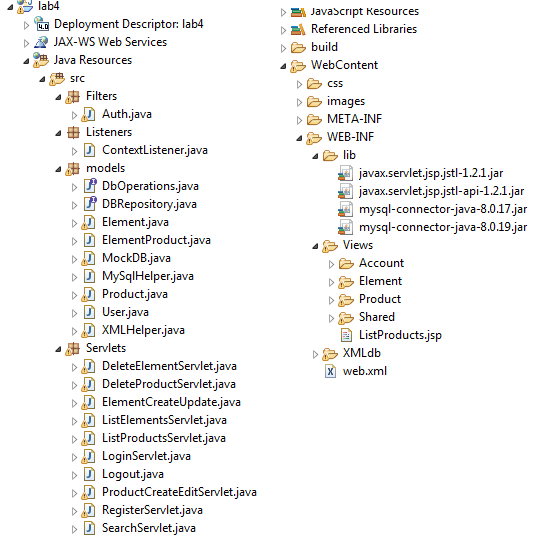 lab4
Deployment Descriptor: lab4
JAX-WS Web Services
Java Resources
src
Filters
Auth.java
Listeners
ContextListener.java
models
DbOperations.java
DBRepository.java
Element.java
ElementProduct.java
MockDB.java
MySqlHelper.java
Product.java
User.java
XMLHelper.java
Servlets
DeleteElementServlet.java
DeleteProductServlet.java
ElementCreateUpdate.java
ListElementsServlet.java
ListProductsServlet.java
LoginServlet.java
Logout.java
ProductCreateEditServlet.java
RegisterServlet.java
SearchServlet.java
JavaScript Resources
Referenced Libraries
build
WebContent
css
images
META-INF
WEB-INF
lib
javax.servlet.jsp.jstl-1.2.1.jar
javax.servlet.jsp.jstl-api-1.2.1.jar
mysql-connector-java-8.0.17.jar
mysql-connector-java-8.0.19.jar
Views
Account
Element
Product
Shared
ListProducts.jsp
XMLdb
web.xml